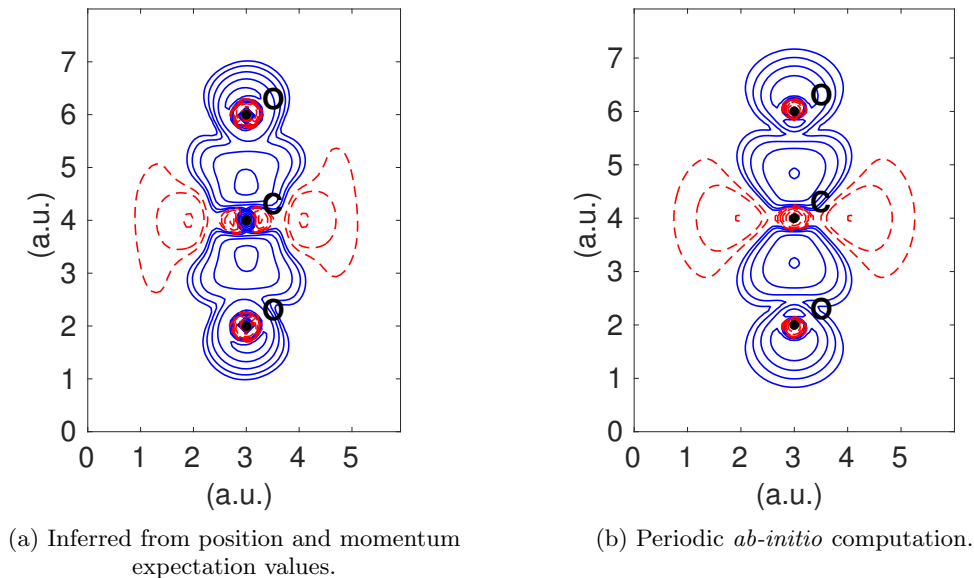 7
6
5
4
3
2
1
0
(a.u.)
O
C
O
0 1 2 3 4 5
(a.u.)
(a) Inferred from position and momentum
expectation values.
7
6
5
4
3
2
1
0
(a.u.)
O
C
O
0 1 2 3 4 5
(a.u.)
(b) Periodic ab-initio computation.